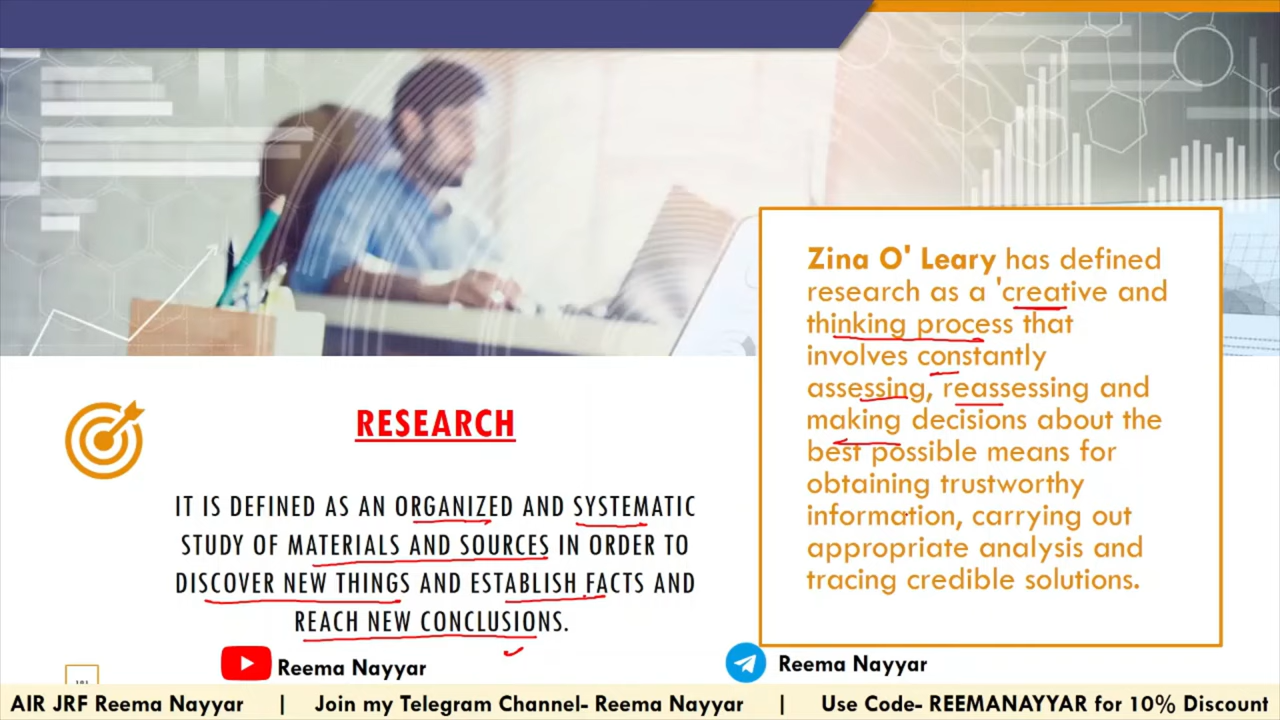 Zina O' Leary has defined
research as a 'creative and
thinking process that
involves constantly
assessing, reassessing and
making decisions about the
best possible means for
obtaining trustworthy
information, carrying out
appropriate analysis and
tracing credible solutions.
RESEARCH
IT IS DEFINED AS AN ORGANIZED AND SYSTEMATIC
STUDY OF MATERIALS AND SOURCES IN ORDER TO
DISCOVER NEW THINGS AND ESTABLISH FACTS AND
REACH NEW CONCLUSIONS.
Reema Nayyar
Reema Nayyar
AIR JRF Reema Nayyar | Join my Telegram Channel- Reema Nayyar | Use Code- REEMANAYYAR for 10% Discount